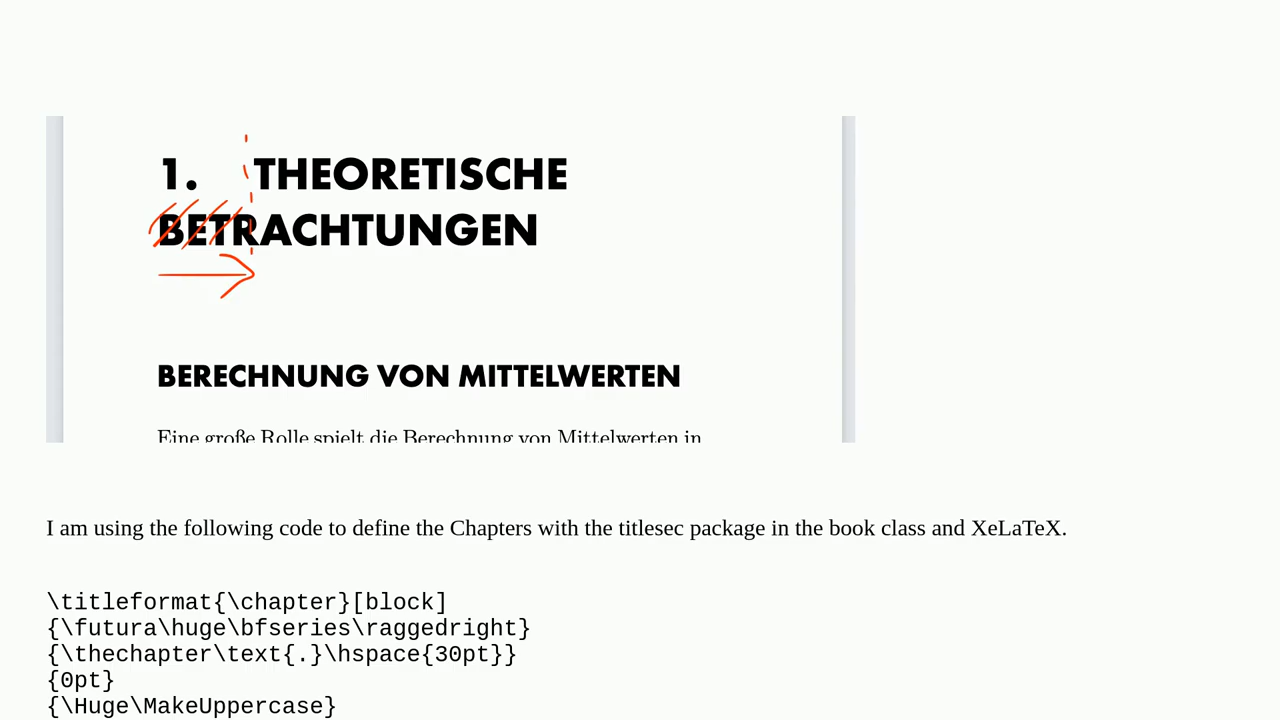 1. THEORETISCHE
BETRACHTUNGEN
BERECHNUNG VON MITTELWERTEN
Eine große Rolle spielt die Berechnung von Mittelwerten in
I am using the following code to define the Chapters with the titlesec package in the book class and XeLaTeX.
\titleformat{\chapter}[block]
{\futura\huge\bfseries\raggedright}
{\thechapter\text{.}\hspace{30pt}}
{0pt}
{\Huge\MakeUppercase}